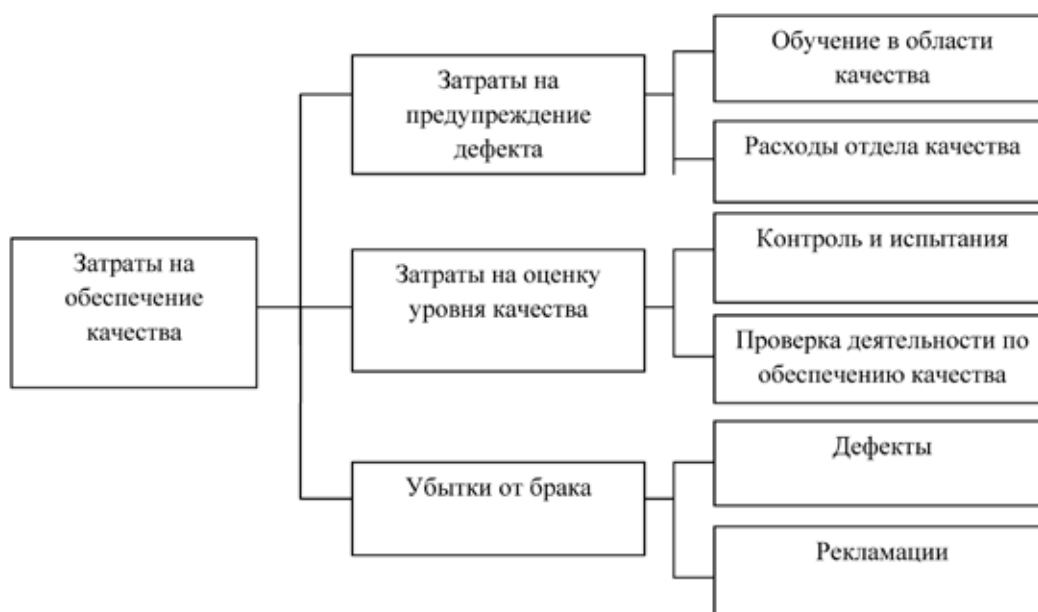 Затраты на
обеспечение
качества
Затраты на
предупреждение
дефекта
Обучение в области
качества
Расходы отдела качества
Затраты на оценку
уровня качества
Контроль и испытания
Проверка деятельности по
обеспечению качества
Убытки от брака
Дефекты
Рекламации